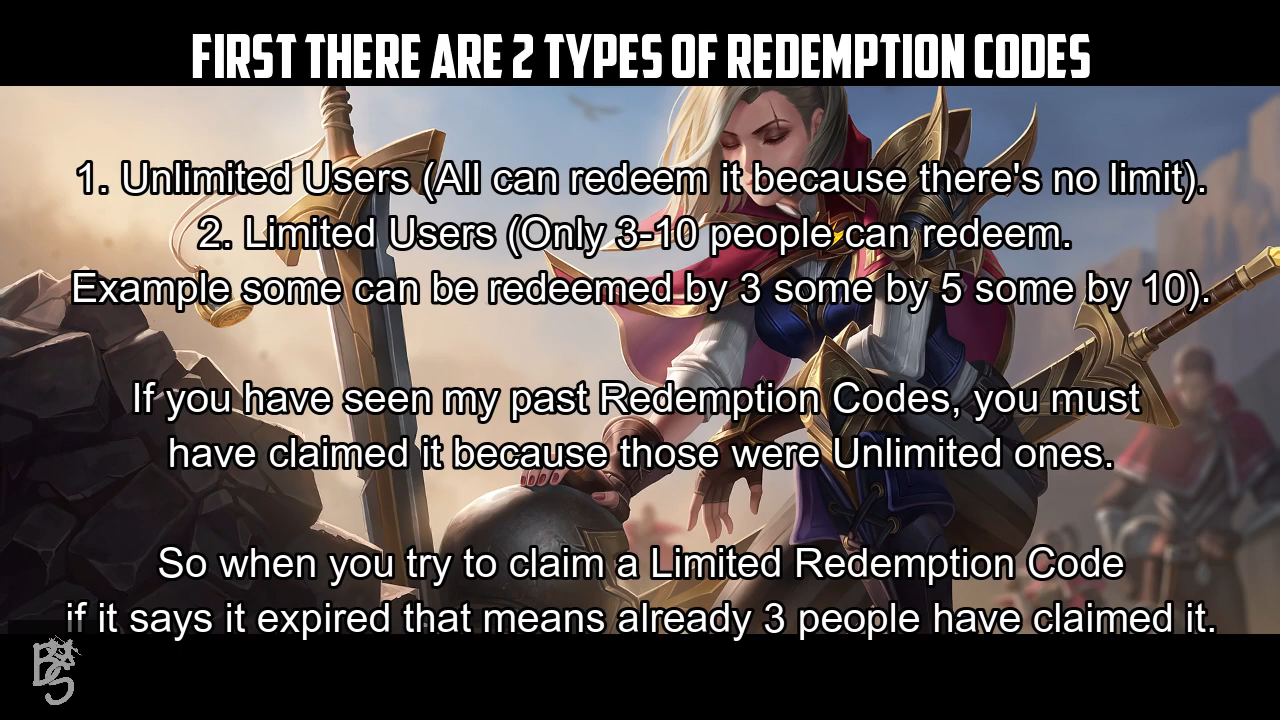 FIRST THERE ARE 2 TYPES OF REDEMPTION CODES
1. Unlimited Users (All can redeem it because there's no limit).
2. Limited Users (Only 3-10 people can redeem.
Example some can be redeemed by 3 some by 5 some by 10).
If you have seen my past Redemption Codes, you must
have claimed it because those were Unlimited ones.
So when you try to claim a Limited Redemption Code
if it says it expired that means already 3 people have claimed it.